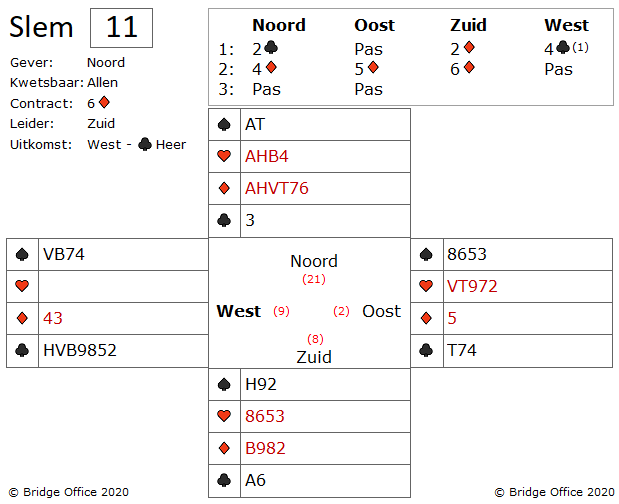 Slem 11
Noord Oost Zuid West
1: 2♣ Pas 2♦ 4♣ (1)
2: 4♦ 5♦ 6♦ Pas
3: Pas Pas
Gever: Noord
Kwetsbaar: Allen
Contract: 6♦
Leider: Zuid
Uitkomst: West - ♣ Heer
♠ AT
♥ AHB4
♦ AHVT76
♣ 3
♠ VB74
♥
♦ 43
♣ HVB9852
Noord
(21)
West (9) (2) Oost
(8)
Zuid
♠ 8653
♥ VT972
♦ 5
♣ T74
♠ H92
♥ 8653
♦ B982
♣ A6
© Bridge Office 2020
© Bridge Office 2020